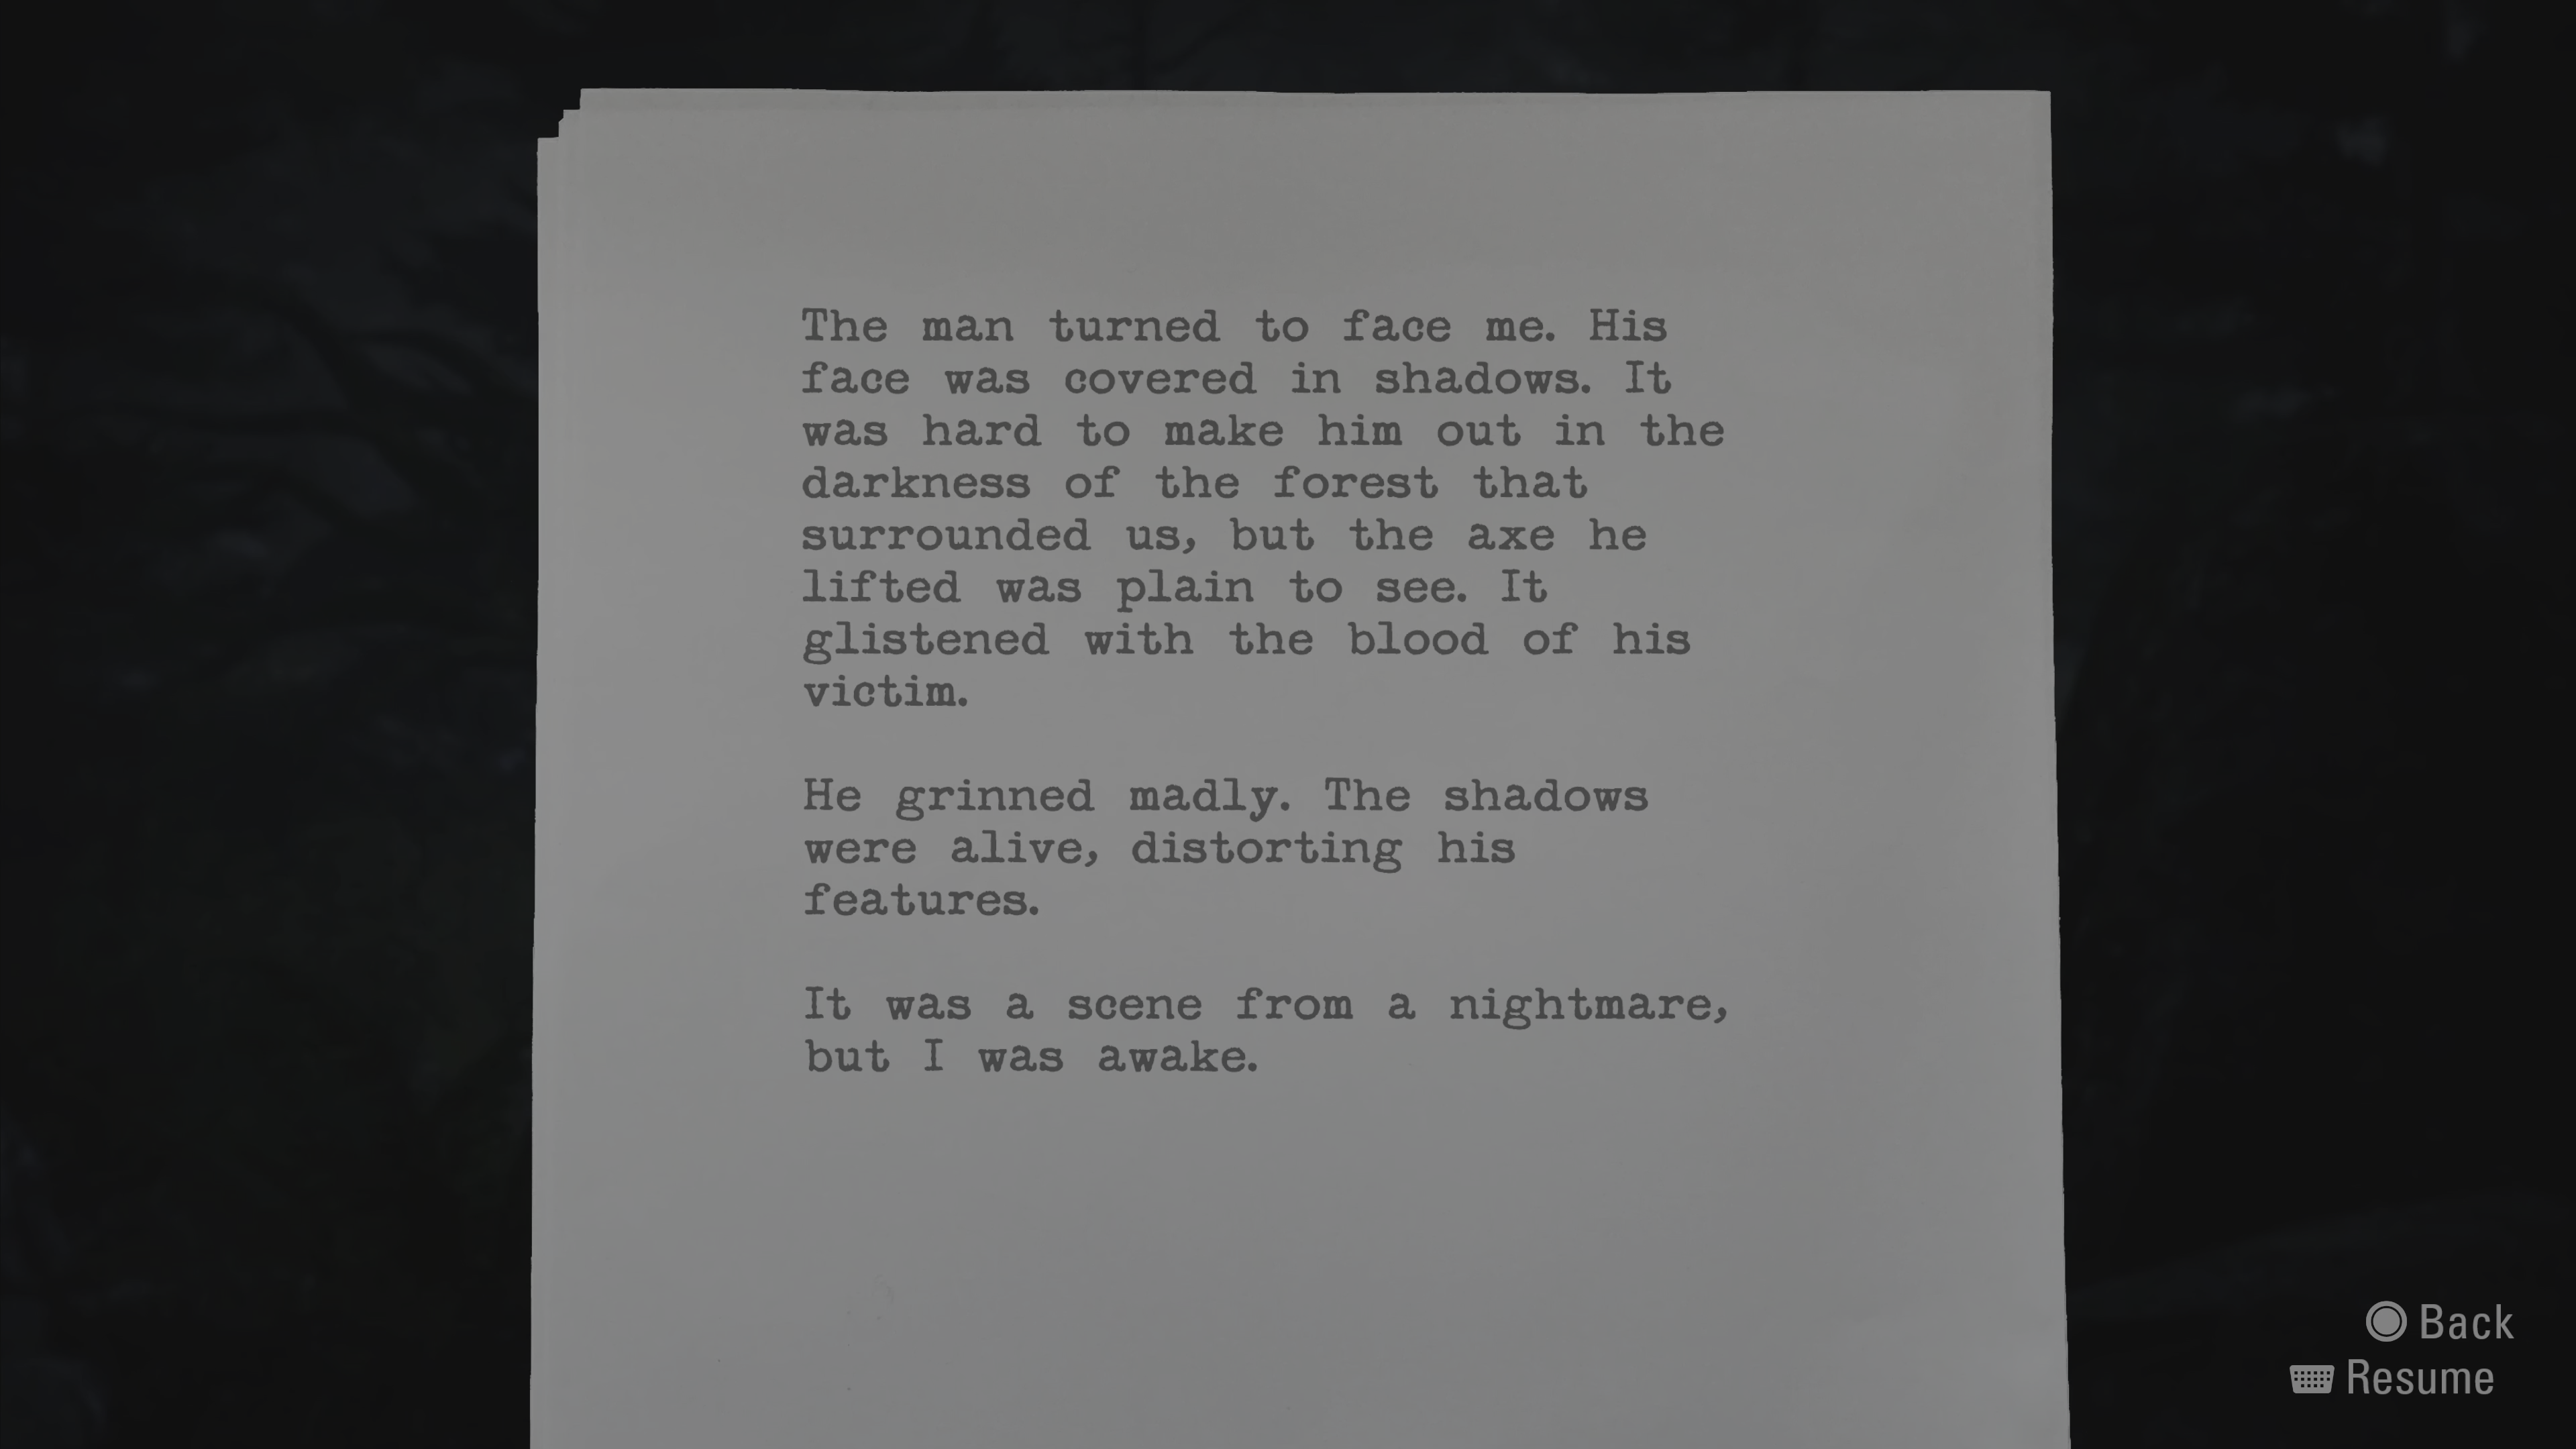 The man turned to face me. His
face was covered in shadows. It
was hard to make him out in the
darkness of the forest that
surrounded us, but the axe he
lifted was plain to see. It
glistened with the blood of his
victim.
He grinned madly. The shadows
were alive, distorting his
features.
It was a scene from a nightmare,
but I was awake.
Back
Resume